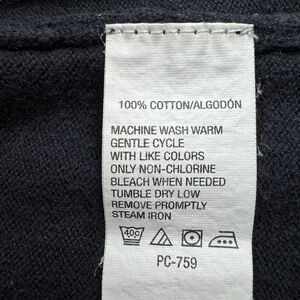 100% COTTON/ALGODÓN
MACHINE WASH WARM
GENTLE CYCLE
WITH LIKE COLORS
ONLY NON-CHLORINE
BLEACH WHEN NEEDED
TUMBLE DRY LOW
REMOVE PROMPTLY
STEAM IRON
40C
PC-759